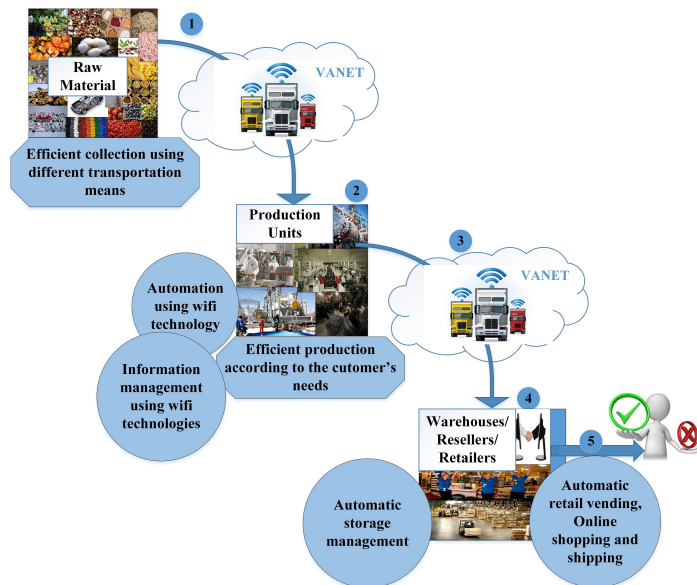 1
VANET
Raw
Material
Efficient collection using
different transportation
means
2
Production
Units
3
VANET
Automation
using wifi
technology
Efficient production
according to the cutomer's
needs
Information
management
using wifi
technologies
4
Warehouses/
Resellers/
Retailers
5
Automatic
storage
management
Automatic
retail vending,
Online
shopping and
shipping